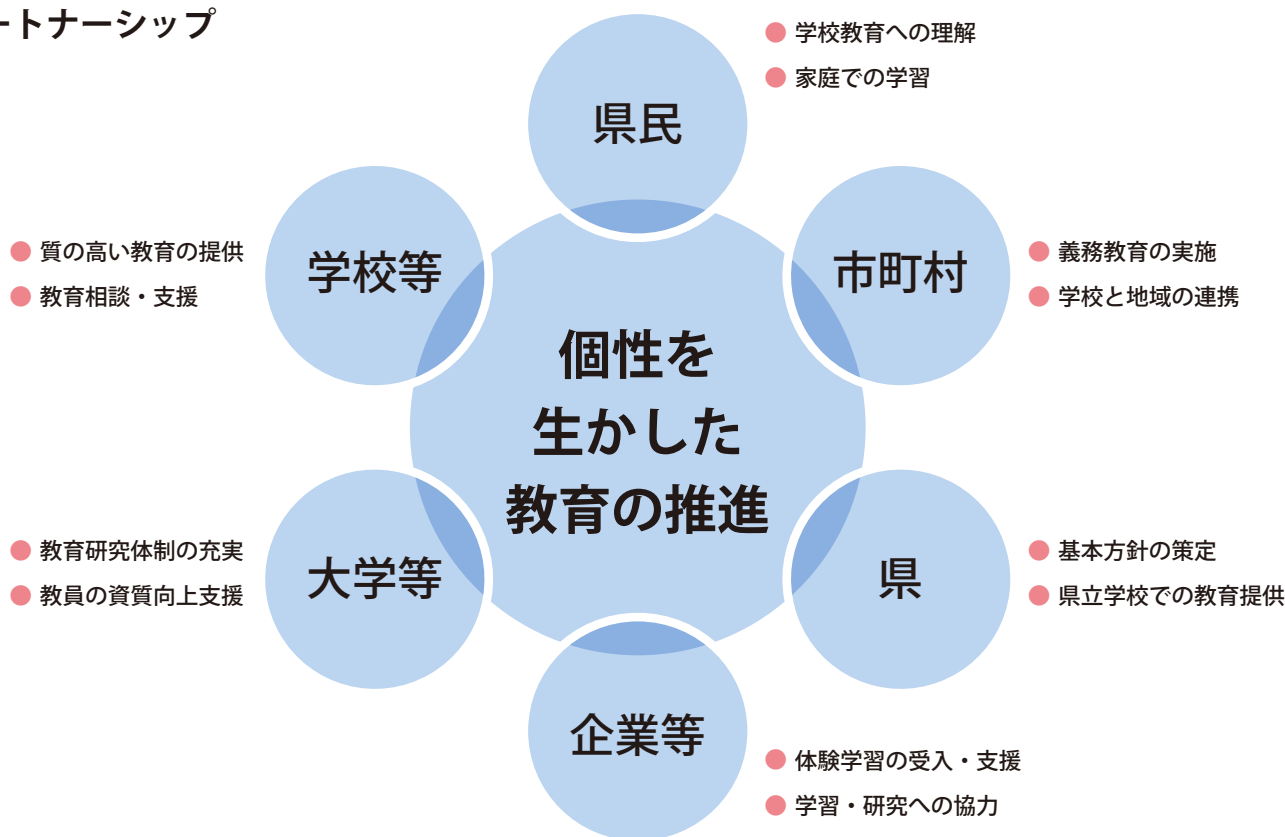 ートナーシップ
県民
学校教育への理解
家庭での学習
市町村
義務教育の実施
学校と地域の連携
県
基本方針の策定
県立学校での教育提供
企業等
体験学習の受入・支援
学習・研究への協力
大学等
教育研究体制の充実
教員の資質向上支援
学校等
質の高い教育の提供
教育相談・支援
個性を
生かした
教育の推進